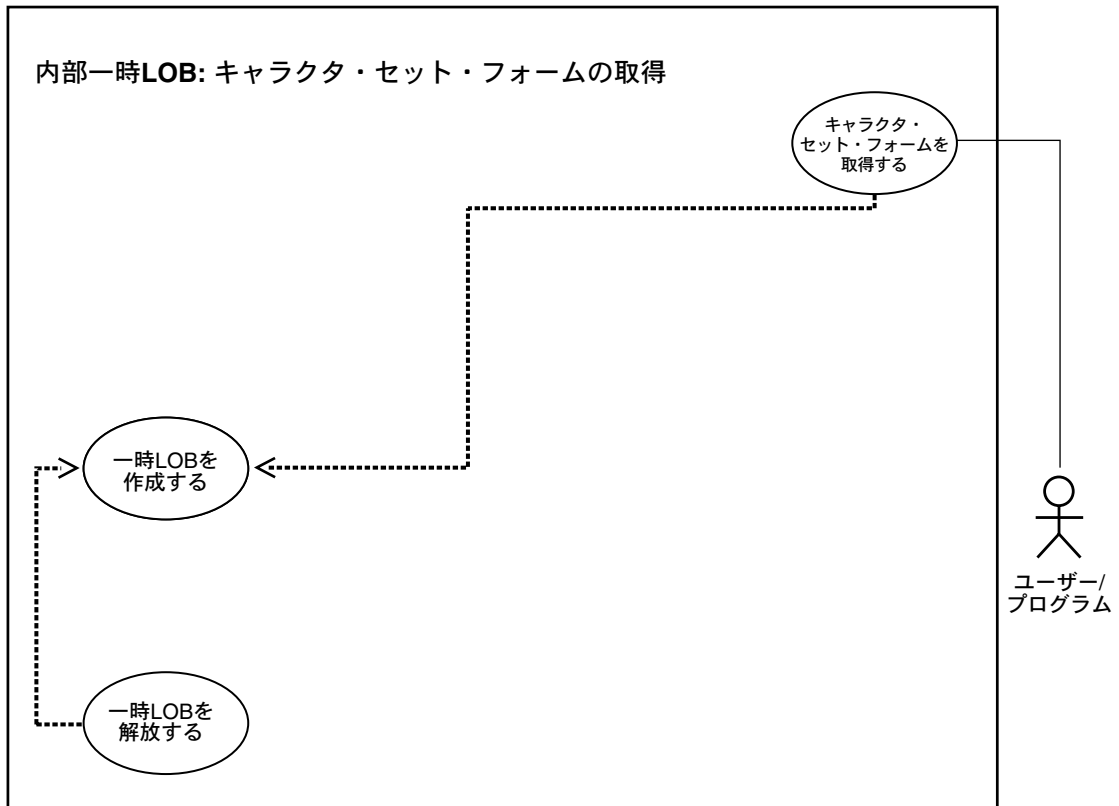 内部一時LOB: キャラクタ・セット・フォームの取得
キャラクタ・
セット・フォームを
取得する
一時LOBを
作成する
ユーザー/
プログラム
一時LOBを
解放する